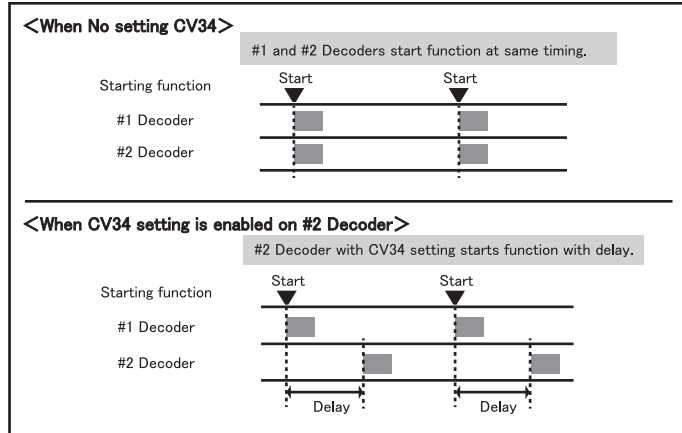 <When No setting CV34>
#1 and #2 Decoders start function at same timing.
Start Start
Starting function
#1 Decoder
#2 Decoder
<When CV34 setting is enabled on #2 Decoder>
#2 Decoder with CV34 setting starts function with delay.
Start Start
Starting function
#1 Decoder
#2 Decoder
Delay Delay